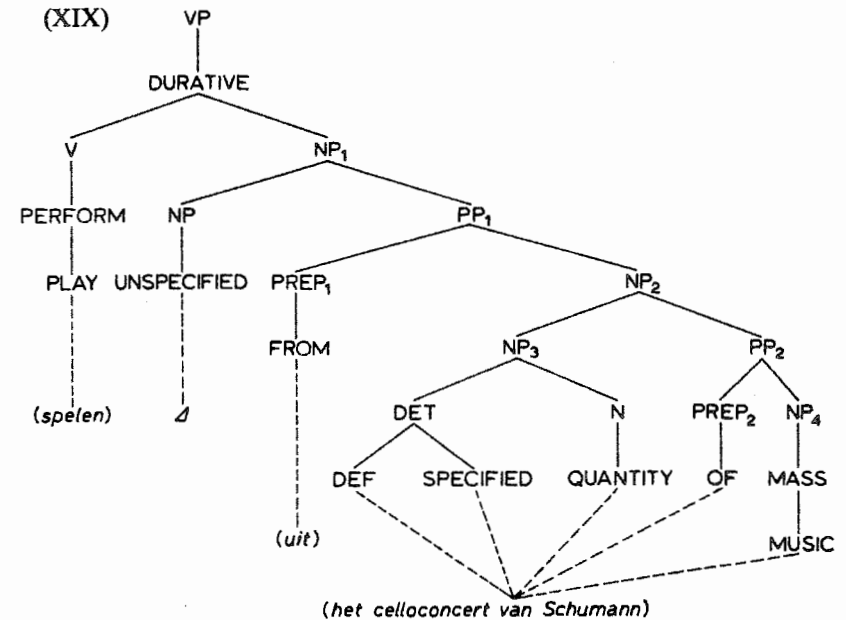 (XIX) VP
DURATIVE
V NP₁
PERFORM NP PP₁
PLAY UNSPECIFIED PREP₁ NP₂
FROM NP₃ PP₂
(spelen) Δ DET N PREP₂ NP₄
DEF SPECIFIED QUANTITY OF MASS
(uit) MUSIC
(het celloconcert van Schumann)